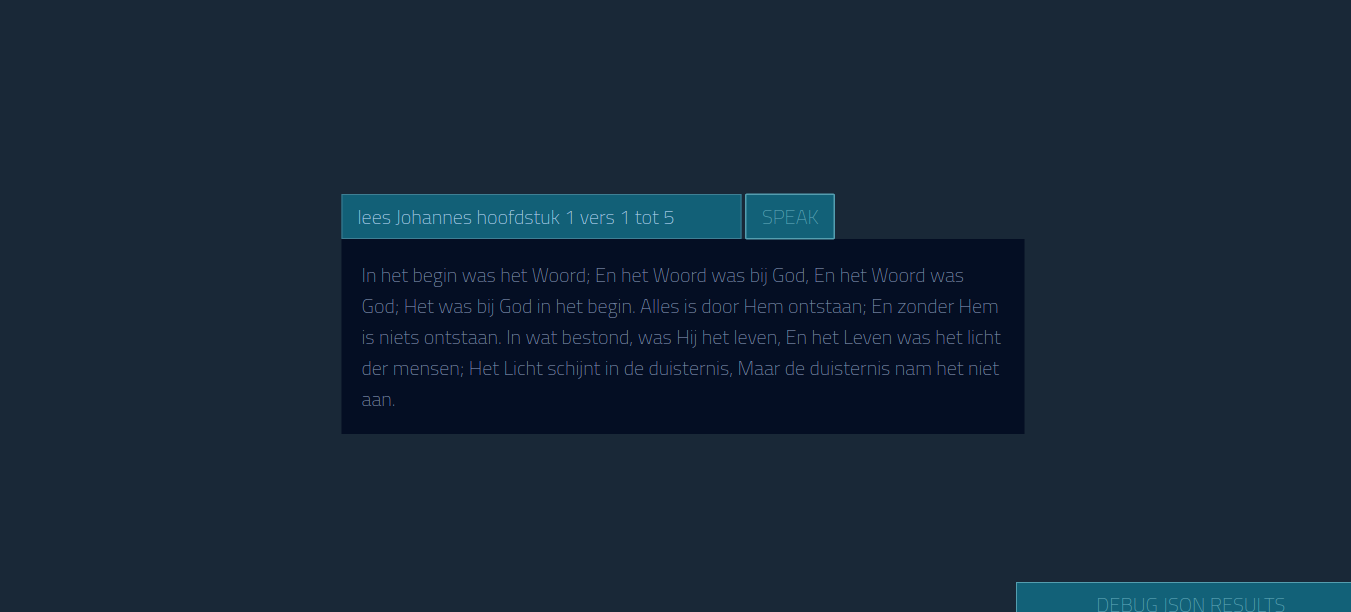 lees Johannes hoofdstuk 1 vers 1 tot 5
SPEAK
In het begin was het Woord; En het Woord was bij God, En het Woord was
God; Het was bij God in het begin. Alles is door Hem ontstaan; En zonder Hem
is niets ontstaan. In wat bestond, was Hij het leven, En het Leven was het licht
der mensen; Het Licht schijnt in de duisternis, Maar de duisternis nam het niet
aan.
DEBUG JSON RESULTS